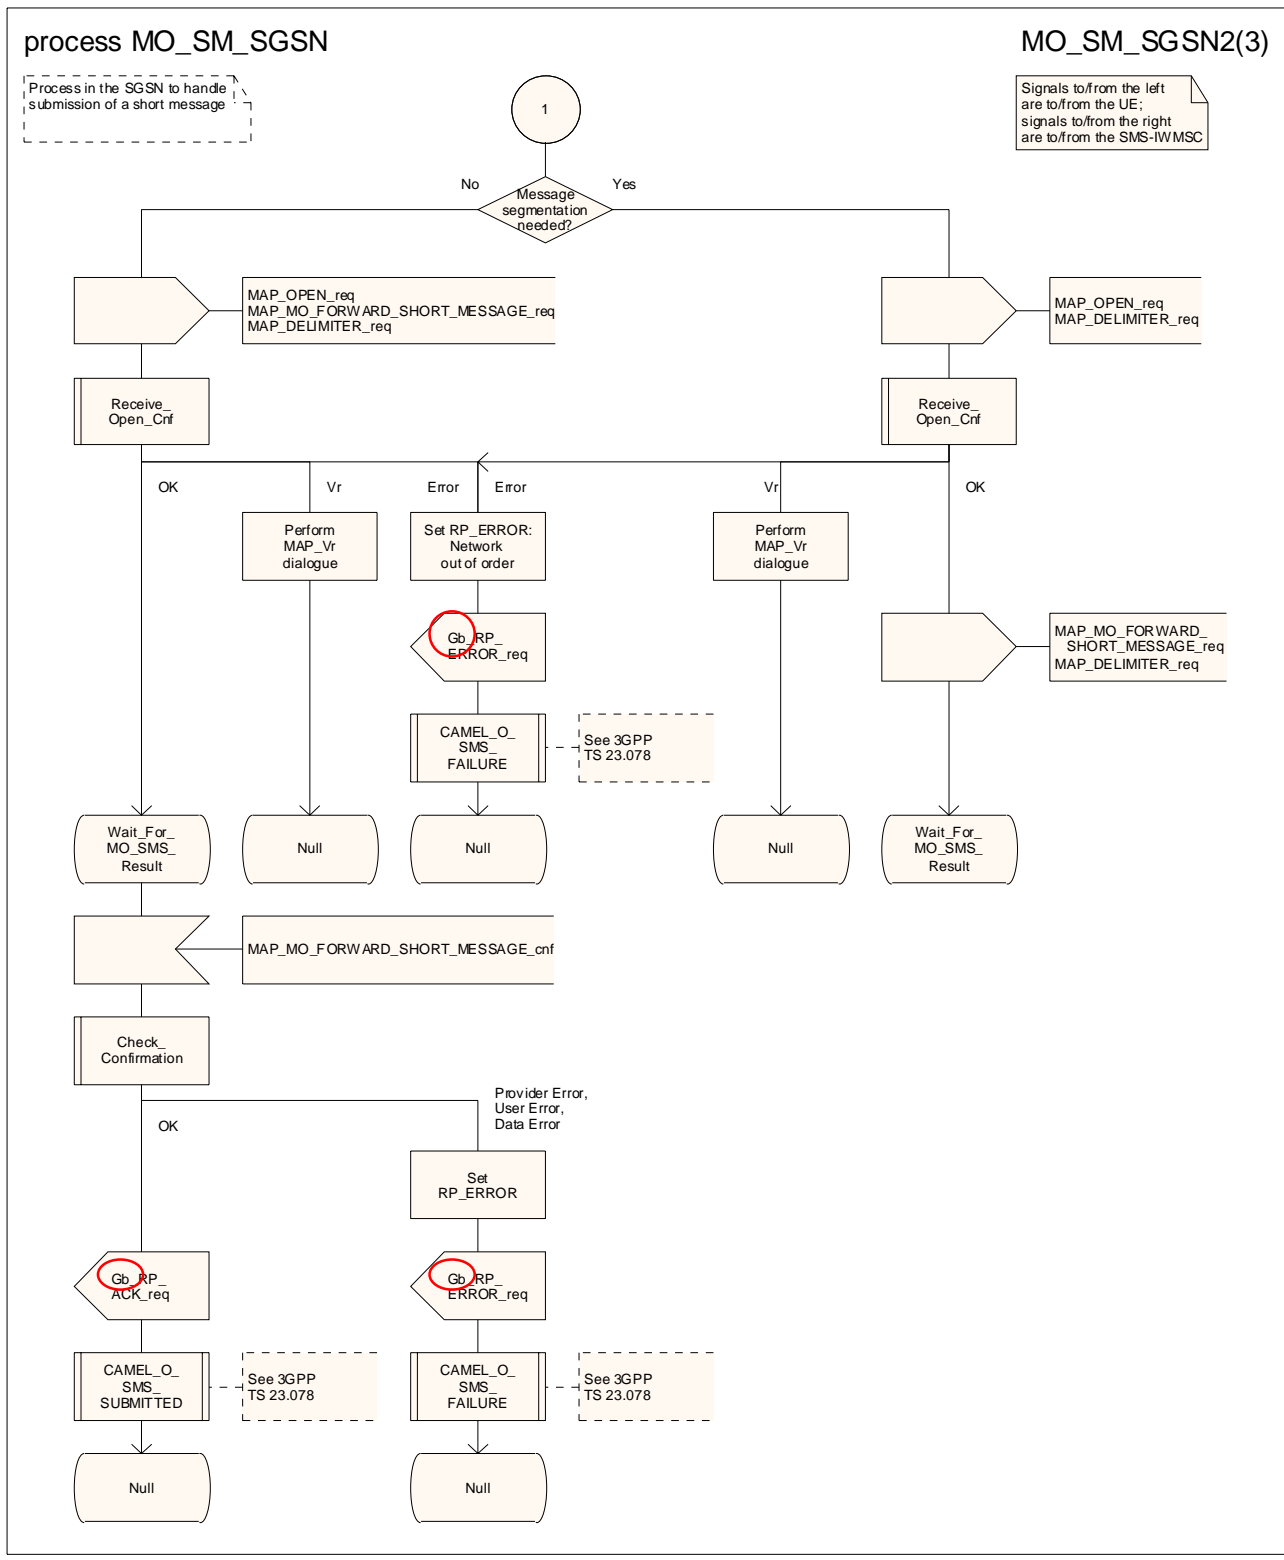 process MO_SM_SGSN
MO_SM_SGSN2(3)
Process in the SGSN to handle
submission of a short message
Signals to/from the left
are to/from the UE;
signals to/from the right
are to/from the SMS-IWMSC
1
No
Yes
Message
segmentation
needed?
MAP_OPEN_req
MAP_MO_FORWARD_SHORT_MESSAGE_req
MAP_DELIMITER_req
MAP_OPEN_req
MAP_DELIMITER_req
Receive_
Open_Cnf
Receive_
Open_Cnf
OK
Vr
Error
Error
Vr
OK
Perform
MAP_Vr
dialogue
Set RP_ERROR:
Network
out of order
Perform
MAP_Vr
dialogue
Gb_RP_
ERROR_req
MAP_MO_FORWARD_
SHORT_MESSAGE_req
MAP_DELIMITER_req
CAMEL_O_
SMS_
FAILURE
See 3GPP
TS 23.078
Wait_For_
MO_SMS_
Result
Null
Null
Null
Wait_For_
MO_SMS_
Result
MAP_MO_FORWARD_SHORT_MESSAGE_cnf
Check_
Confirmation
Provider Error,
User Error,
Data Error
OK
Set
RP_ERROR
Gb_RP_
ACK_req
Gb_RP_
ERROR_req
CAMEL_O_
SMS_
SUBMITTED
See 3GPP
TS 23.078
CAMEL_O_
SMS_
FAILURE
See 3GPP
TS 23.078
Null
Null